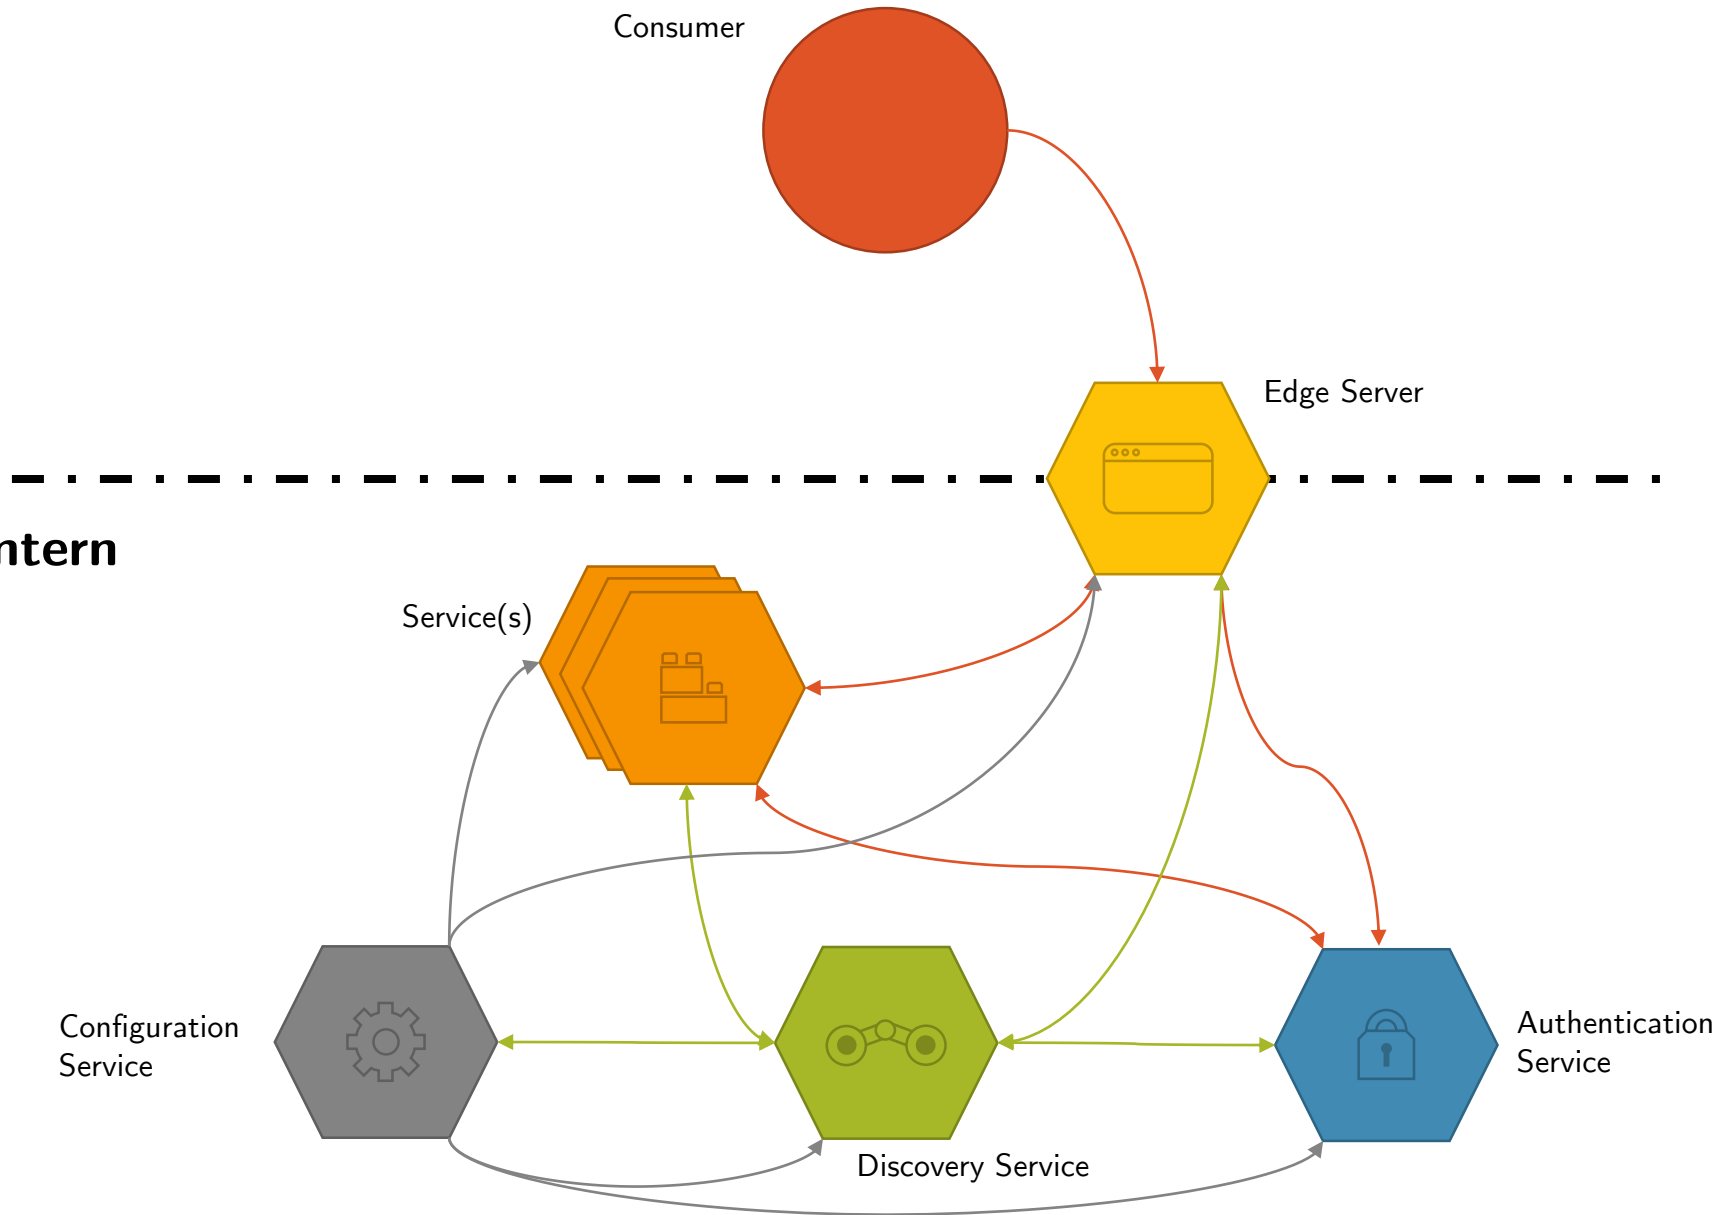 Consumer
Edge Server
ntern
Service(s)
Configuration
Service
Authentication
Service
Discovery Service